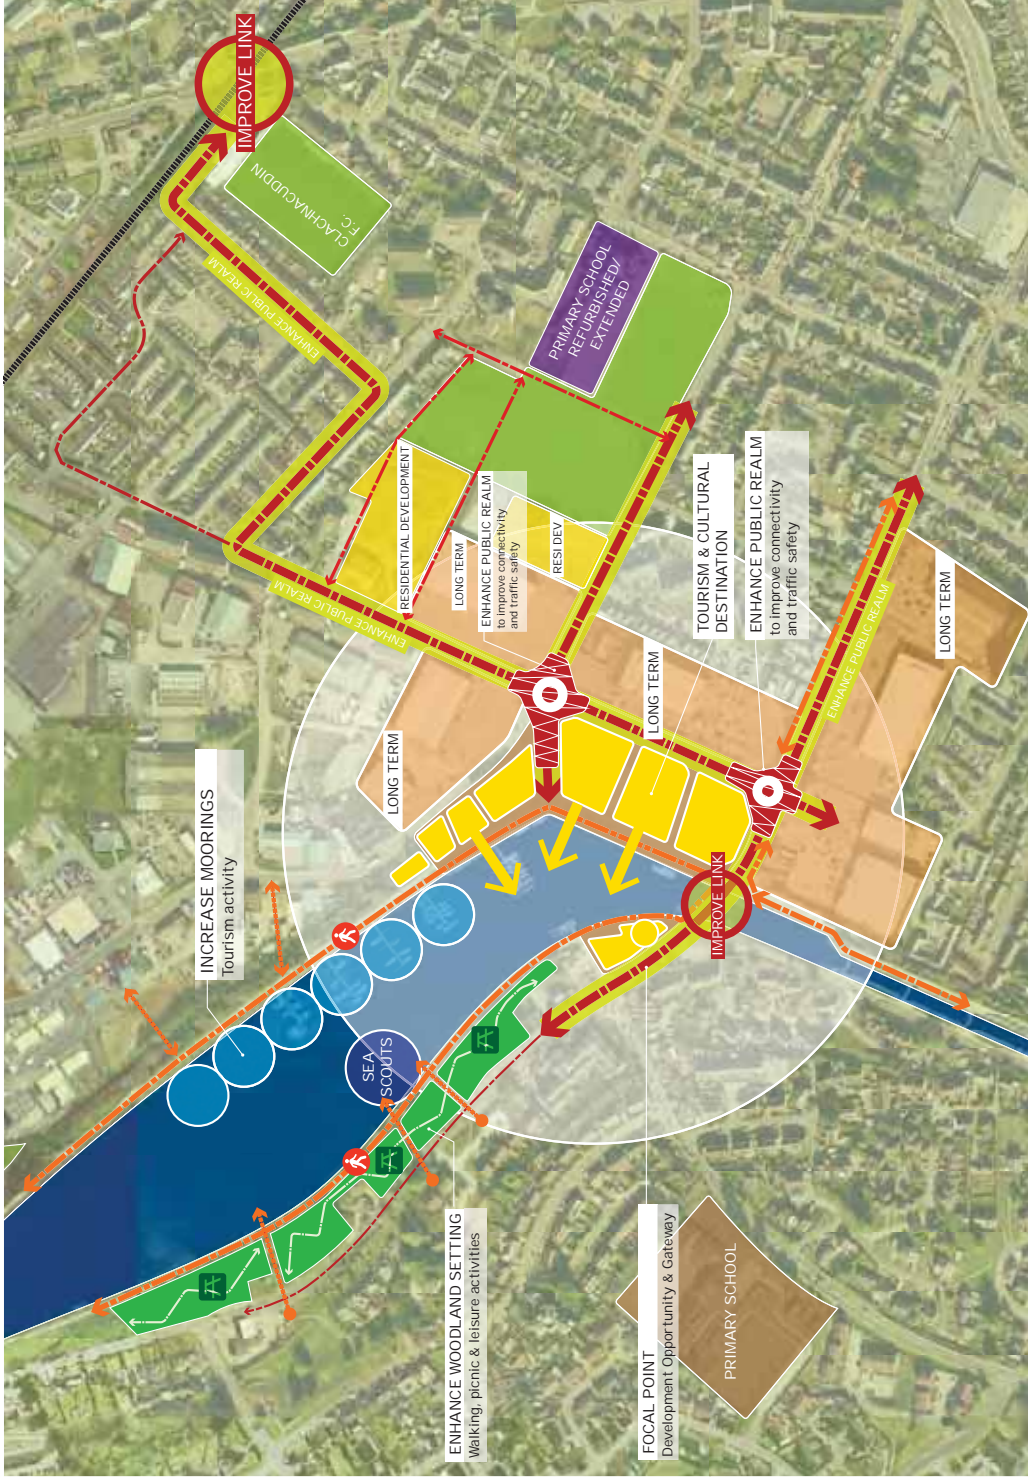 IMPROVE LINK
CLACHNACUDDIN
F.C.
ENHANCE PUBLIC REALM
PRIMARY SCHOOL
REFURBISHED/
EXTENDED
ENHANCE PUBLIC REALM
ENHANCE PUBLIC REALM
RESIDENTIAL DEVELOPMENT
LONG TERM
ENHANCE PUBLIC REALM
to improve connectivity
and traffic safety
RESI DEV
TOURISM & CULTURAL
DESTINATION
ENHANCE PUBLIC REALM
to improve connectivity
and traffic safety
ENHANCE PUBLIC REALM
LONG TERM
LONG TERM
LONG TERM
INCREASE MOORINGS
Tourism activity
IMPROVE LINK
SEA
SCOUTS
ENHANCE WOODLAND SETTING
Walking, picnic & leisure activities
FOCAL POINT
Development Opportunity & Gateway
PRIMARY SCHOOL